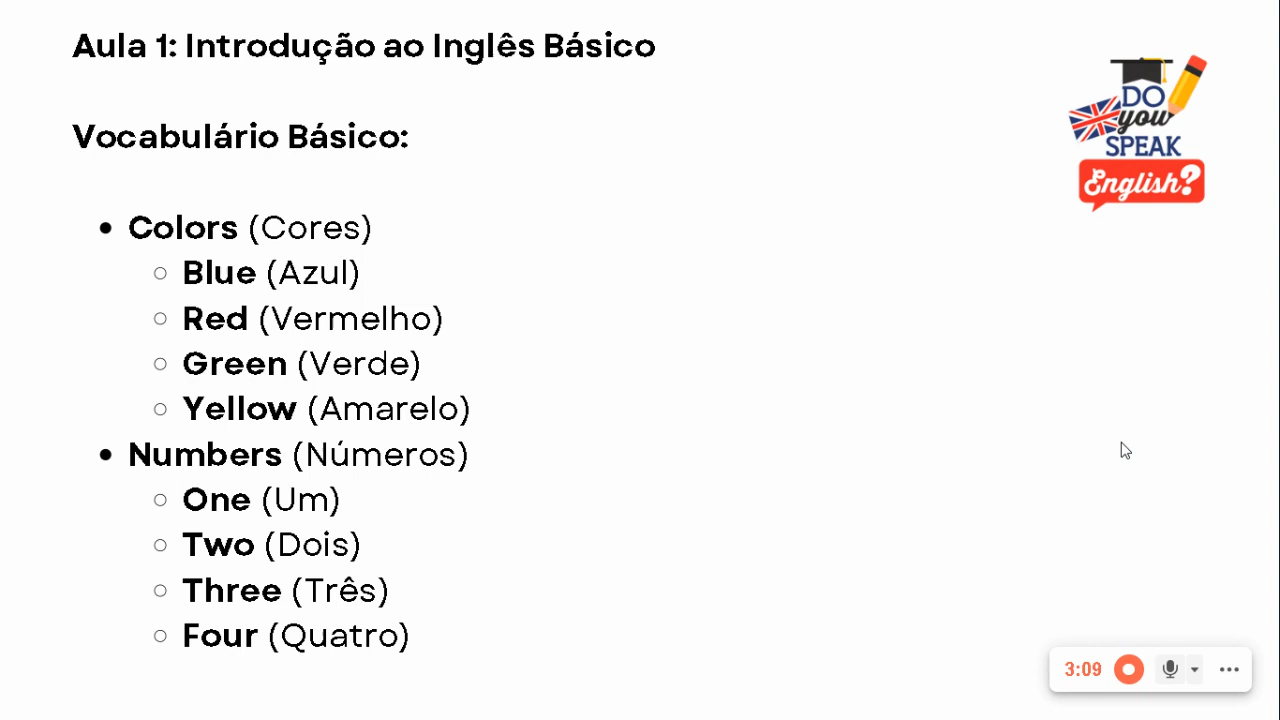 Aula 1: Introdução ao Inglês Básico
DO
you
SPEAK
English?
Vocabulário Básico:
Colors (Cores)
Blue (Azul)
Red (Vermelho)
Green (Verde)
Yellow (Amarelo)
Numbers (Números)
One (Um)
Two (Dois)
Three (Três)
Four (Quatro)
3:09